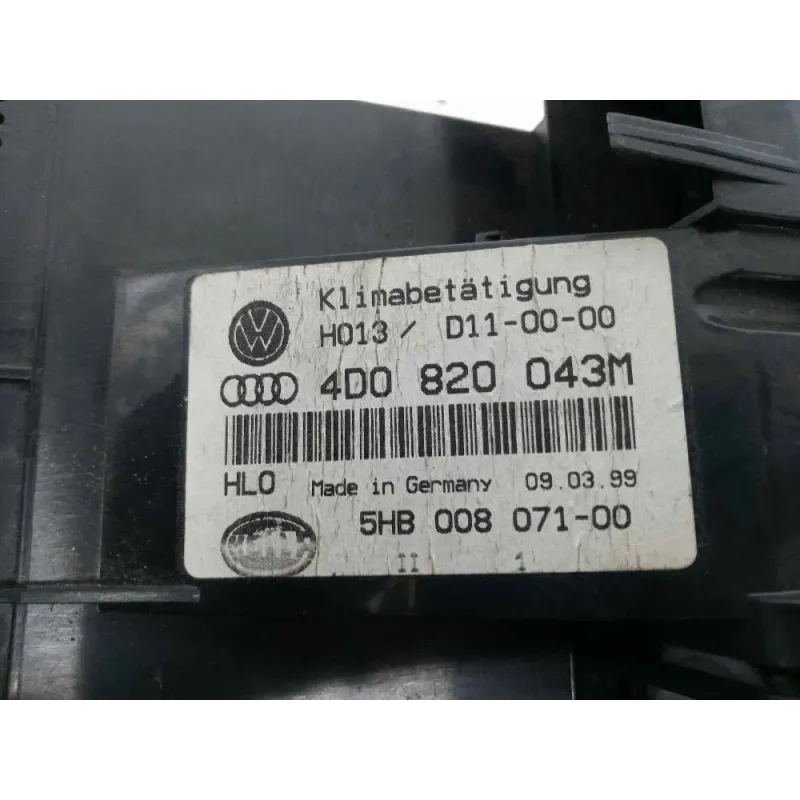 Klimabetätigung
H013 / D11-00-00
4D0 820 043M
HLO Made in Germany 09.03.99
HELLA
5HB 008 071-00
II 1